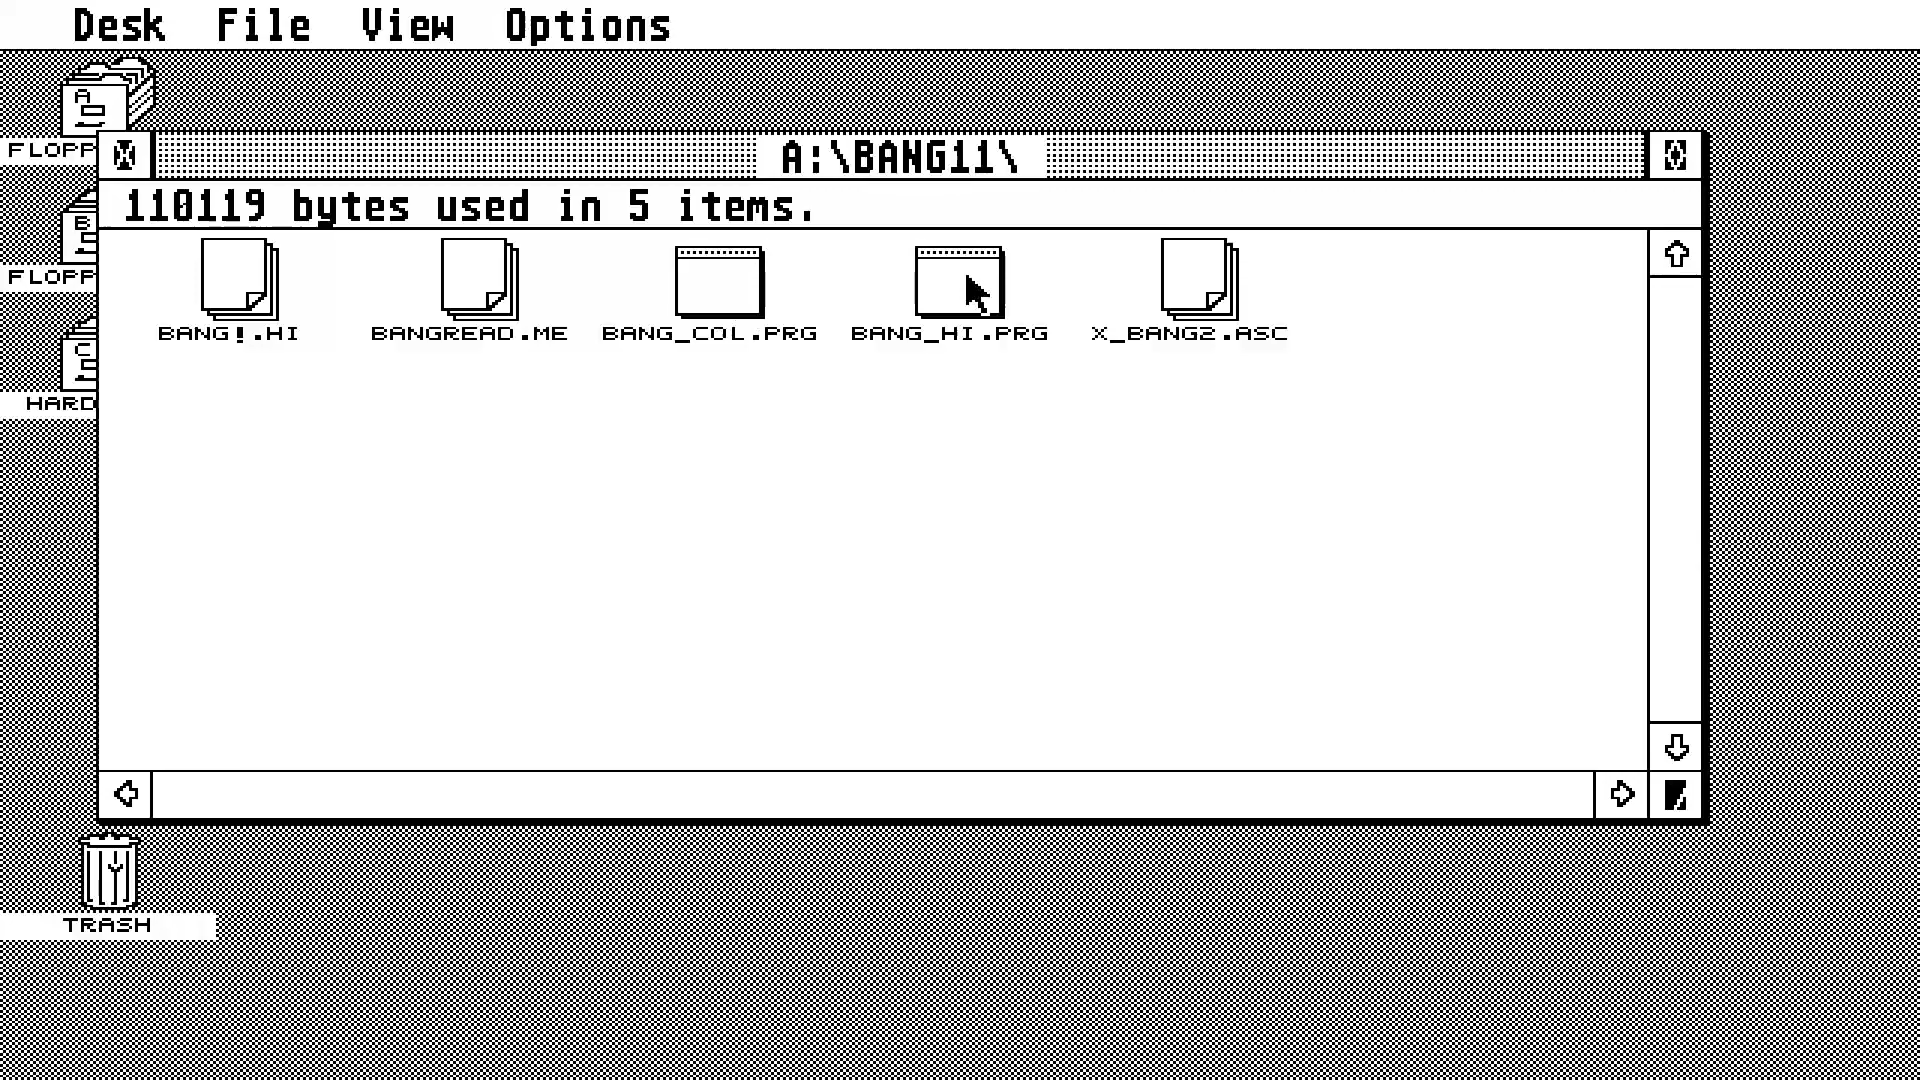 Desk File View Options
A
FLOPP
A:\BANG11\
110119 bytes used in 5 items.
B
FLOPP
BANG!.HI BANGREAD.ME BANG_COL.PRG BANG_HI.PRG X_BANG2.ASC
C
HARD
TRASH